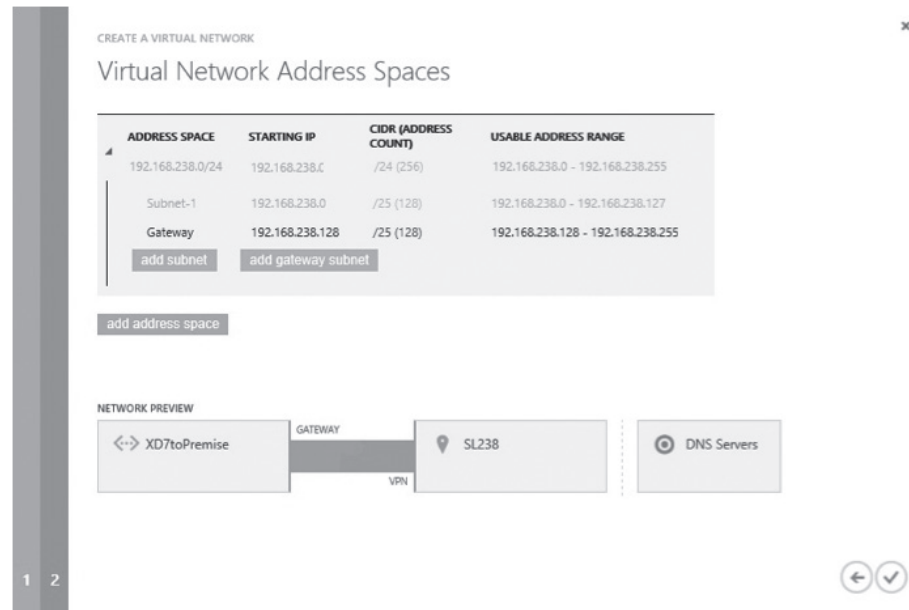 CREATE A VIRTUAL NETWORK
Virtual Network Address Spaces
ADDRESS SPACE STARTING IP CIDR (ADDRESS COUNT) USABLE ADDRESS RANGE
192.168.238.0/24 192.168.238.0 /24 (256) 192.168.238.0 - 192.168.238.255
Subnet-1 192.168.238.0 /25 (128) 192.168.238.0 - 192.168.238.127
Gateway 192.168.238.128 /25 (128) 192.168.238.128 - 192.168.238.255
add subnet add gateway subnet
add address space
NETWORK PREVIEW
XD7toPremise GATEWAY VPN SL238 DNS Servers
1 2